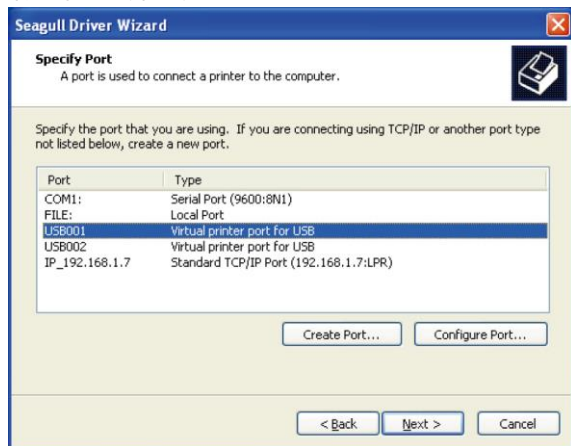 Seagull Driver Wizard
Specify Port
A port is used to connect a printer to the computer.
Specify the port that you are using. If you are connecting using TCP/IP or another port type
not listed below, create a new port.
Port Type
COM1: Serial Port (9600:8N1)
FILE: Local Port
USB001 Virtual printer port for USB
USB002 Virtual printer port for USB
IP_192.168.1.7 Standard TCP/IP Port (192.168.1.7:LPR)
Create Port... Configure Port...
< Back Next > Cancel